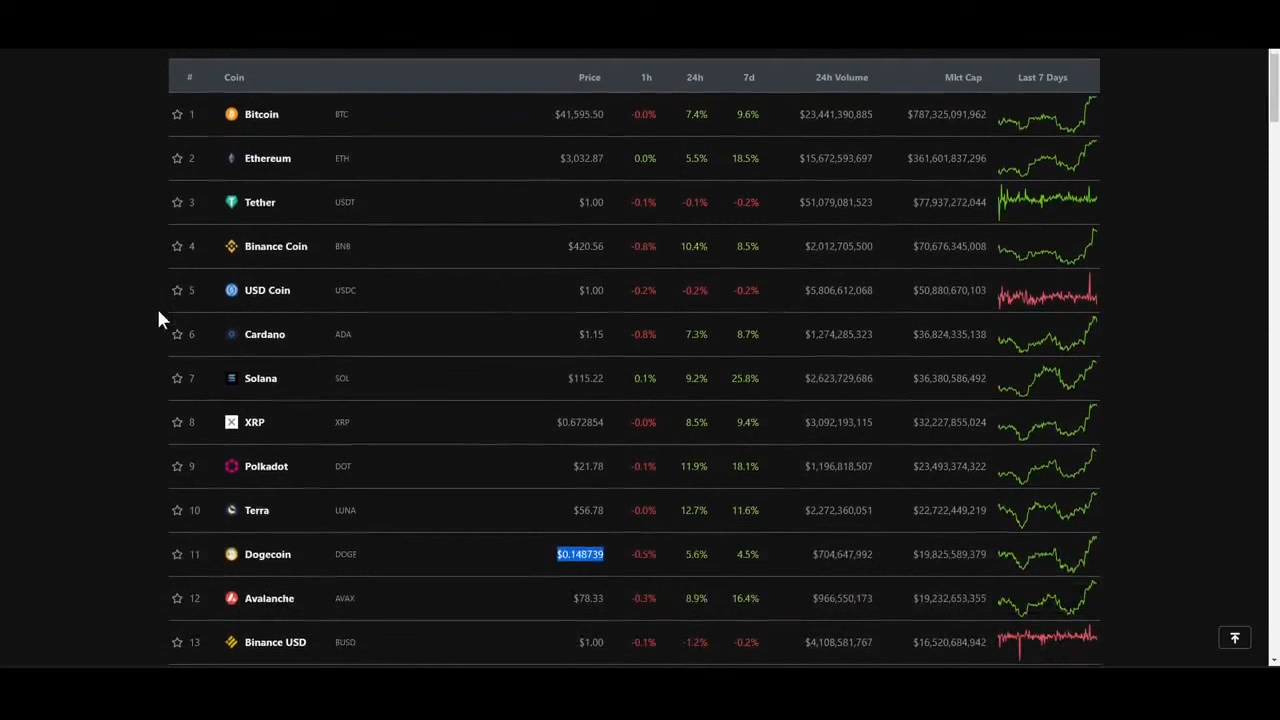 # Coin Price 1h 24h 7d 24h Volume Mkt Cap Last 7 Days
1 Bitcoin BTC $41,595.50 -0.0% 7.4% 9.6% $23,441,390,885 $787,325,091,962
2 Ethereum ETH $3,032.87 0.0% 5.5% 18.5% $15,672,593,697 $361,601,837,296
3 Tether USDT $1.00 -0.1% -0.1% -0.2% $51,079,081,523 $77,937,272,044
4 Binance Coin BNB $420.56 -0.8% 10.4% 8.5% $2,012,705,500 $70,676,345,008
5 USD Coin USDC $1.00 -0.2% -0.2% -0.2% $5,806,612,068 $50,880,670,103
6 Cardano ADA $1.15 -0.8% 7.3% 8.7% $1,274,285,323 $36,824,335,138
7 Solana SOL $115.22 0.1% 9.2% 25.8% $2,623,729,686 $36,380,586,492
8 XRP XRP $0.672854 -0.0% 8.5% 9.4% $3,092,193,115 $32,227,855,024
9 Polkadot DOT $21.78 -0.1% 11.9% 18.1% $1,196,818,507 $23,493,374,322
10 Terra LUNA $56.78 -0.0% 12.7% 11.6% $2,272,360,051 $22,722,449,219
11 Dogecoin DOGE $0.148739 -0.5% 5.6% 4.5% $704,647,992 $19,825,589,379
12 Avalanche AVAX $78.33 -0.3% 8.9% 16.4% $966,550,173 $19,232,653,355
13 Binance USD BUSD $1.00 -0.1% -1.2% -0.2% $4,108,581,767 $16,520,684,942